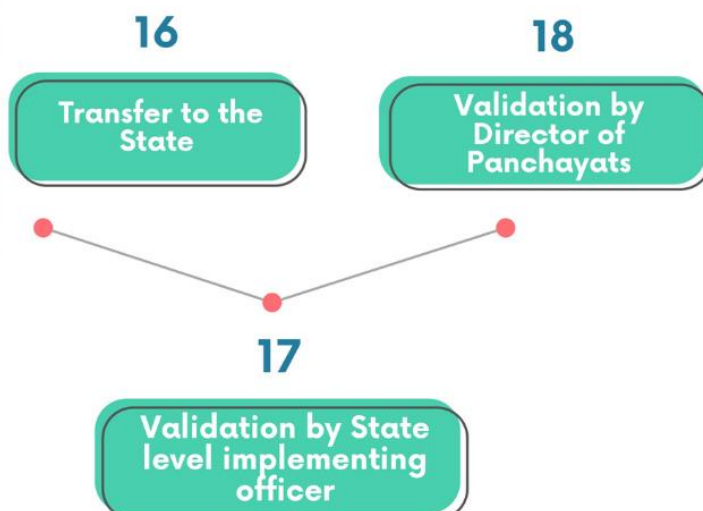 16
Transfer to the
State
18
Validation by
Director of
Panchayats
17
Validation by State
level implementing
officer